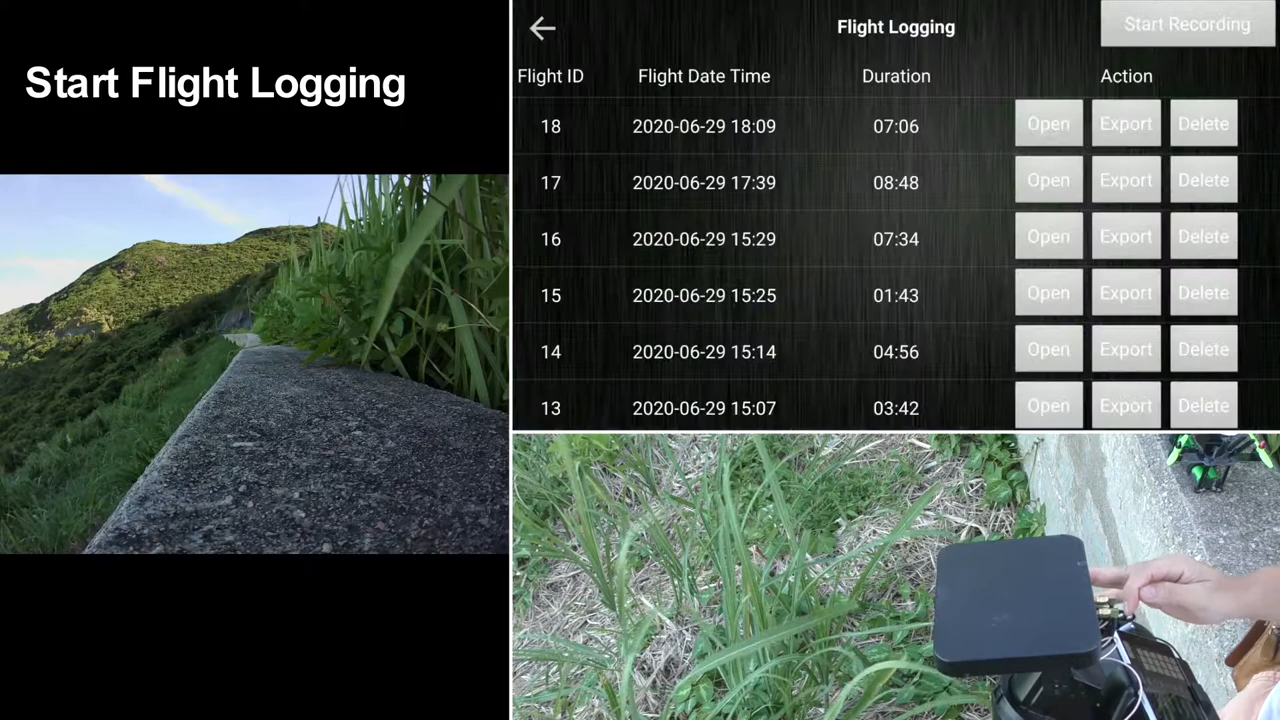 Start Flight Logging
Flight Logging
Start Recording
Flight ID Flight Date Time Duration Action
18 2020-06-29 18:09 07:06 Open Export Delete
17 2020-06-29 17:39 08:48 Open Export Delete
16 2020-06-29 15:29 07:34 Open Export Delete
15 2020-06-29 15:25 01:43 Open Export Delete
14 2020-06-29 15:14 04:56 Open Export Delete
13 2020-06-29 15:07 03:42 Open Export Delete